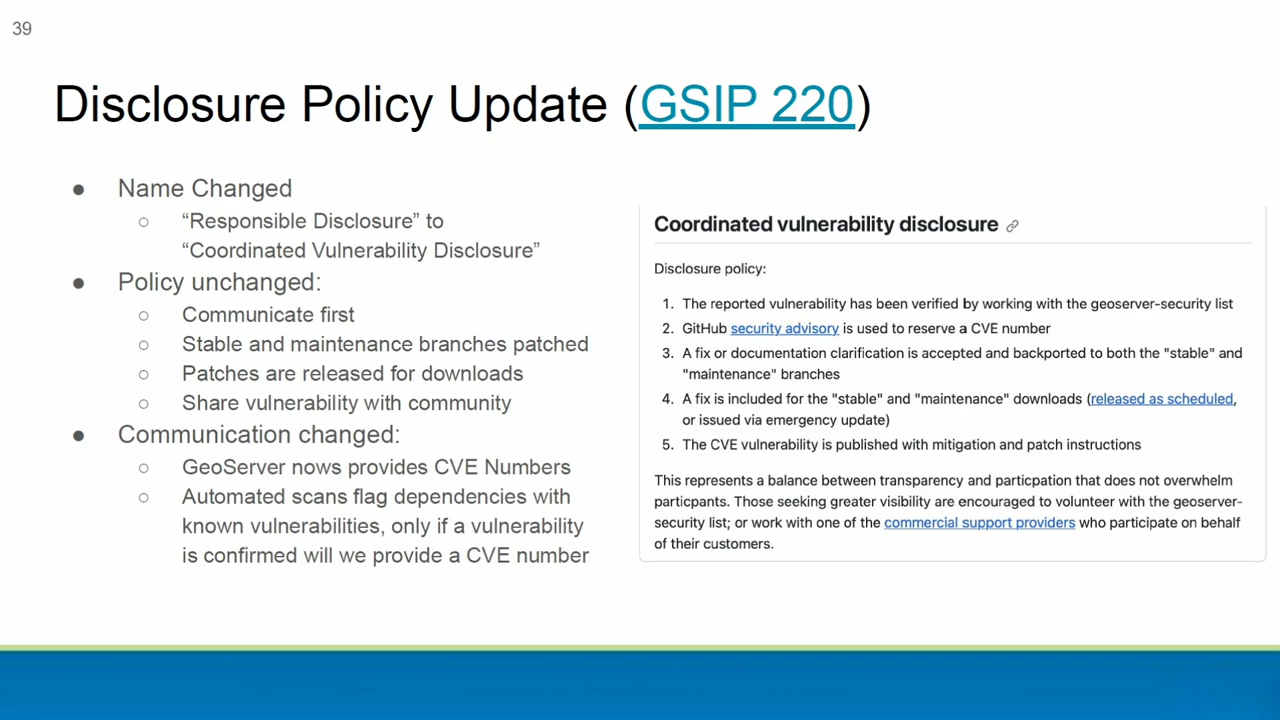 39
Disclosure Policy Update (GSIP 220)
● Name Changed
○ “Responsible Disclosure” to
“Coordinated Vulnerability Disclosure”
● Policy unchanged:
○ Communicate first
○ Stable and maintenance branches patched
○ Patches are released for downloads
○ Share vulnerability with community
● Communication changed:
○ GeoServer nows provides CVE Numbers
○ Automated scans flag dependencies with
known vulnerabilities, only if a vulnerability
is confirmed will we provide a CVE number
Coordinated vulnerability disclosure
Disclosure policy:
1. The reported vulnerability has been verified by working with the geoserver-security list
2. GitHub security advisory is used to reserve a CVE number
3. A fix or documentation clarification is accepted and backported to both the "stable" and
"maintenance" branches
4. A fix is included for the "stable" and "maintenance" downloads (released as scheduled,
or issued via emergency update)
5. The CVE vulnerability is published with mitigation and patch instructions
This represents a balance between transparency and particpation that does not overwhelm
particpants. Those seeking greater visibility are encouraged to volunteer with the geoserver-
security list; or work with one of the commercial support providers who participate on behalf
of their customers.